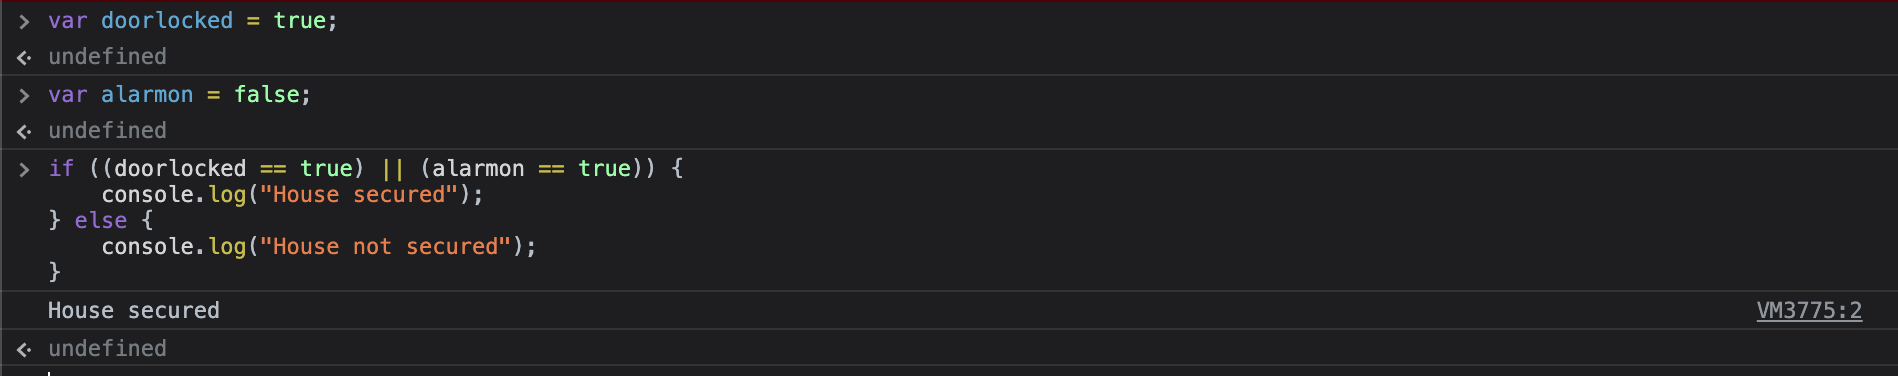 > var doorlocked = true;
undefined
> var alarmon = false;
undefined
> if ((doorlocked == true) || (alarmon == true)) {
    console.log("House secured");
} else {
    console.log("House not secured");
}
House secured VM3775:2
undefined